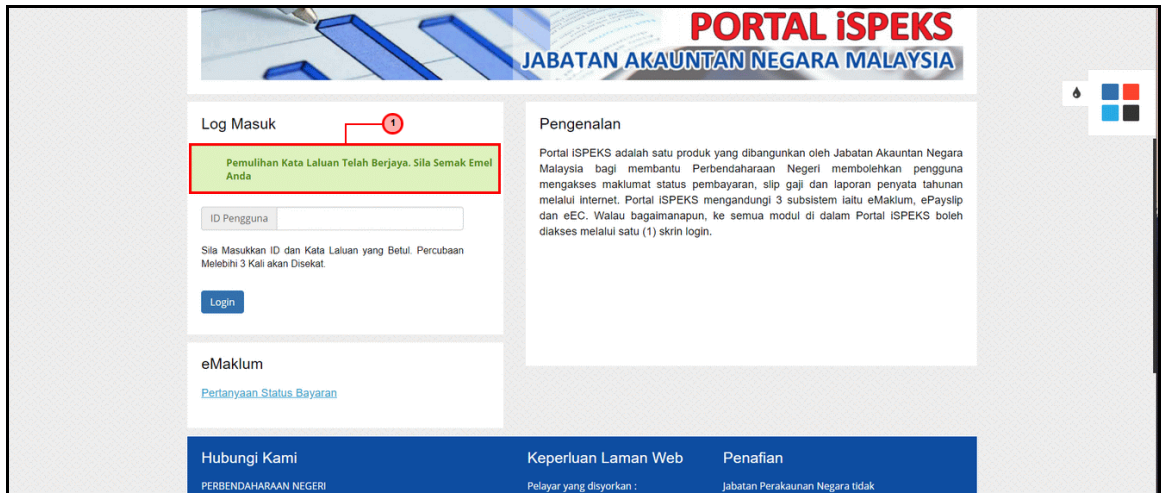 PORTAL iSPEKS
JABATAN AKAUNTAN NEGARA MALAYSIA
Log Masuk
1
Pemulihan Kata Laluan Telah Berjaya. Sila Semak Emel
Anda
ID Pengguna
Sila Masukkan ID dan Kata Laluan yang Betul. Percubaan
Melebihi 3 Kali akan Disekat.
Login
eMaklum
Pertanyaan Status Bayaran
Pengenalan
Portal iSPEKS adalah satu produk yang dibangunkan oleh Jabatan Akauntan Negara
Malaysia bagi membantu Perbendaharaan Negeri membolehkan pengguna
mengakses maklumat status pembayaran, slip gaji dan laporan penyata tahunan
melalui internet. Portal iSPEKS mengandungi 3 subsistem iaitu eMaklum, ePayslip
dan eEC. Walau bagaimanapun, ke semua modul di dalam Portal iSPEKS boleh
diakses melalui satu (1) skrin login.
Hubungi Kami
PERBENDAHARAAN NEGERI
Keperluan Laman Web
Pelayar yang disyorkan :
Penafian
Jabatan Perakaunan Negara tidak